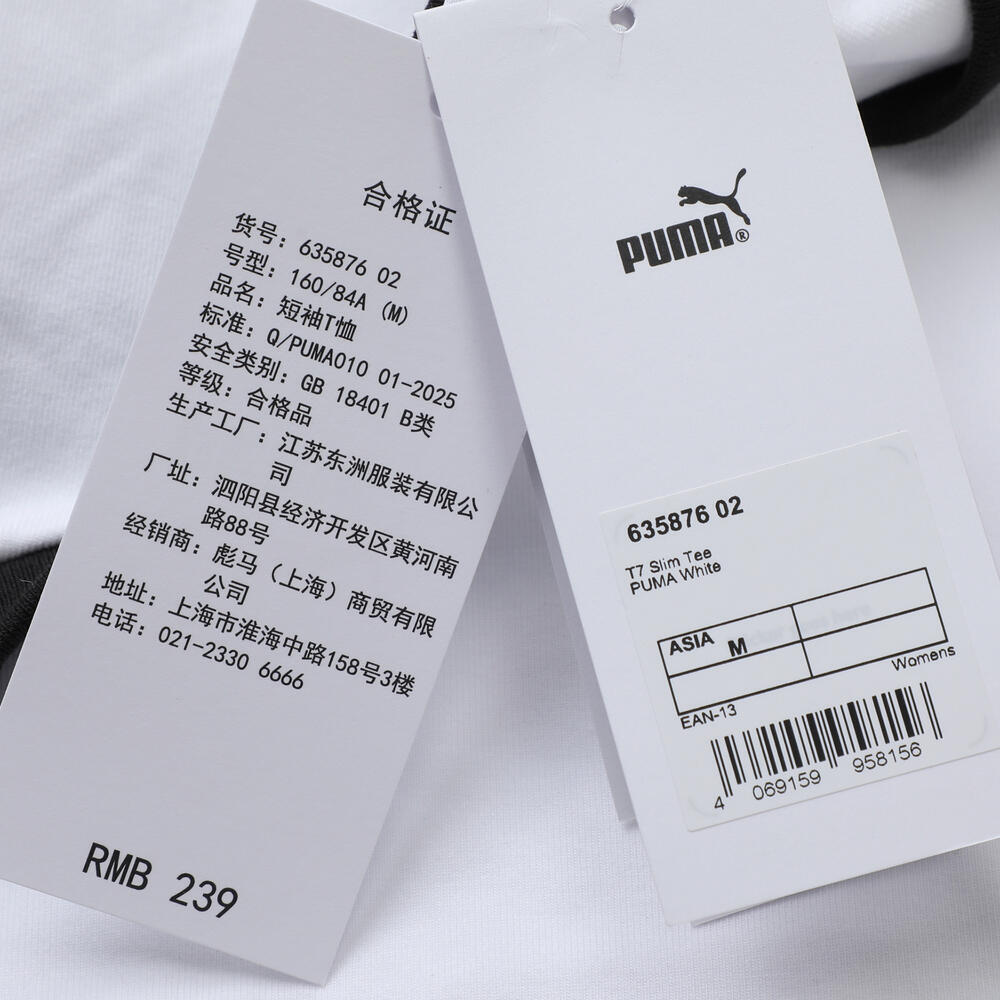 合格证
货号: 635876 02
号型: 160/84A (M)
品名: 短袖T恤
标准: Q/PUMA010 01-2025
安全类别: GB 18401 B类
等级: 合格品
生产工厂: 江苏东洲服装有限公
司
厂址: 泗阳县经济开发区黄河南
路88号
经销商: 彪马（上海）商贸有限
公司
地址: 上海市淮海中路158号3楼
电话: 021-2330 6666
RMB 239
PUMA®
635876 02
T7 Slim Tee
PUMA White
ASIA M
Womens
EAN-13
4 069159 958156